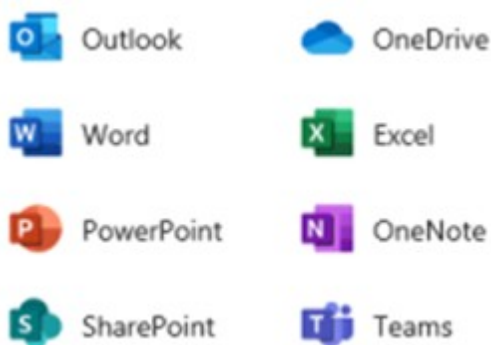 Outlook OneDrive
Word Excel
PowerPoint OneNote
SharePoint Teams